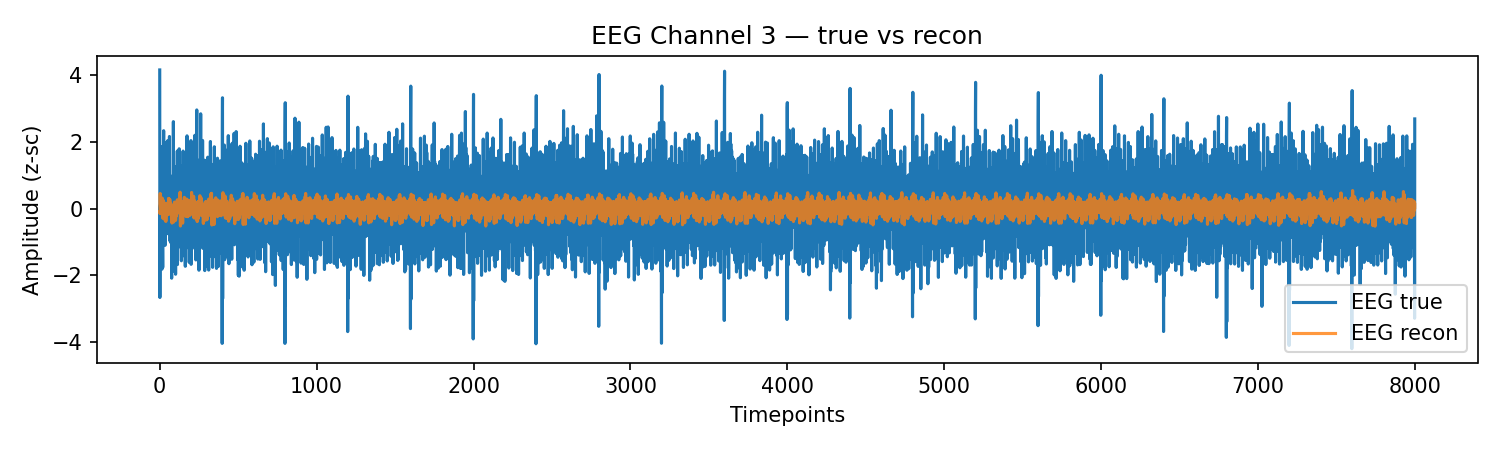 EEG Channel 3 — true vs recon
Amplitude (z-sc)
4
2
0
−2
−4
EEG true
EEG recon
0 1000 2000 3000 4000 5000 6000 7000 8000
Timepoints